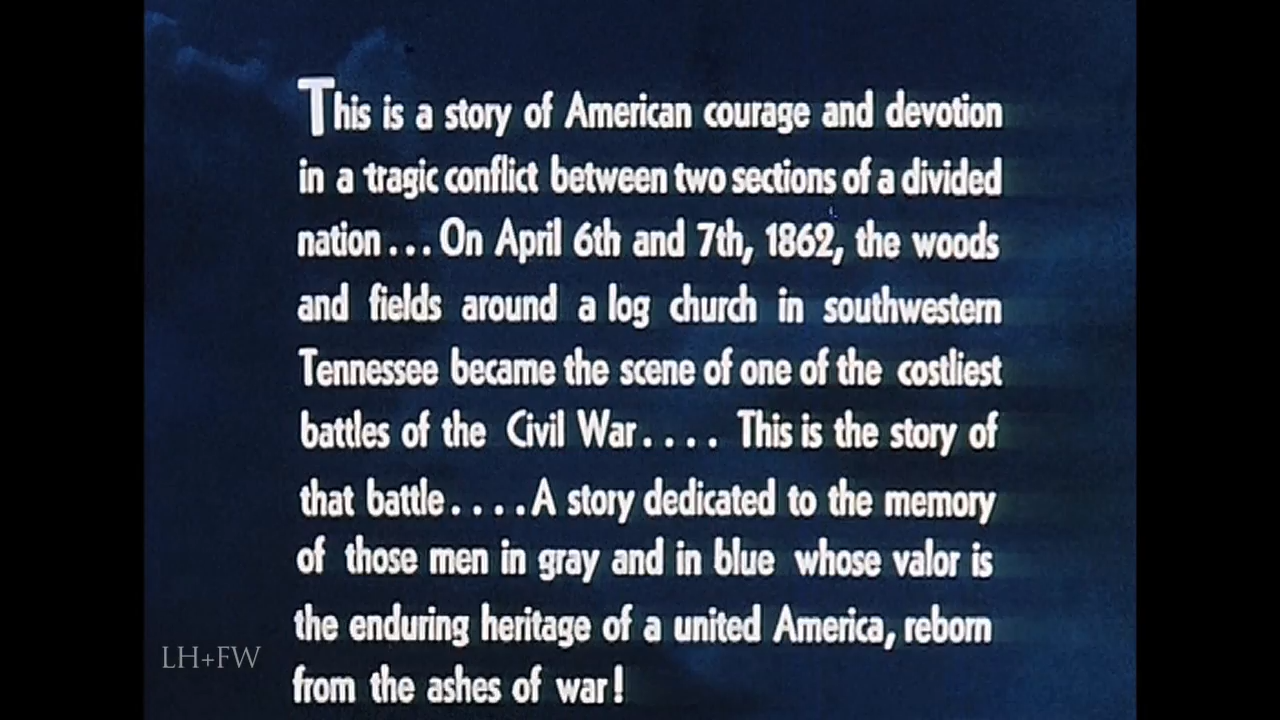 This is a story of American courage and devotion
in a tragic conflict between two sections of a divided
nation... On April 6th and 7th, 1862, the woods
and fields around a log church in southwestern
Tennessee became the scene of one of the costliest
battles of the Civil War.... This is the story of
that battle....A story dedicated to the memory
of those men in gray and in blue whose valor is
the enduring heritage of a united America, reborn
from the ashes of war!
LH+FW